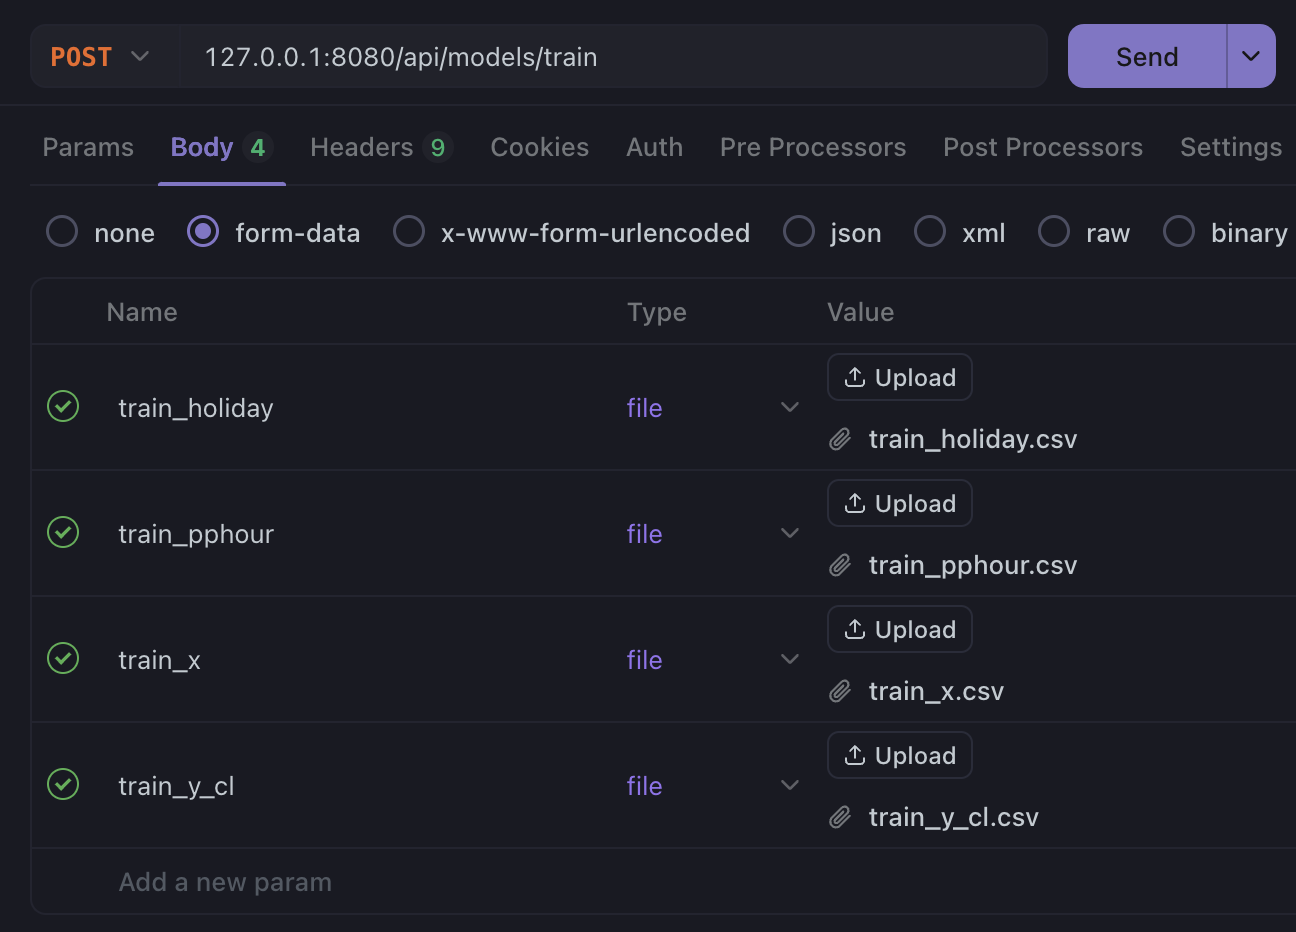 POST 127.0.0.1:8080/api/models/train Send
Params Body 4 Headers 9 Cookies Auth Pre Processors Post Processors Settings
none form-data x-www-form-urlencoded json xml raw binary
Name Type Value
train_holiday file Upload
train_holiday.csv
train_pphour file Upload
train_pphour.csv
train_x file Upload
train_x.csv
train_y_cl file Upload
train_y_cl.csv
Add a new param